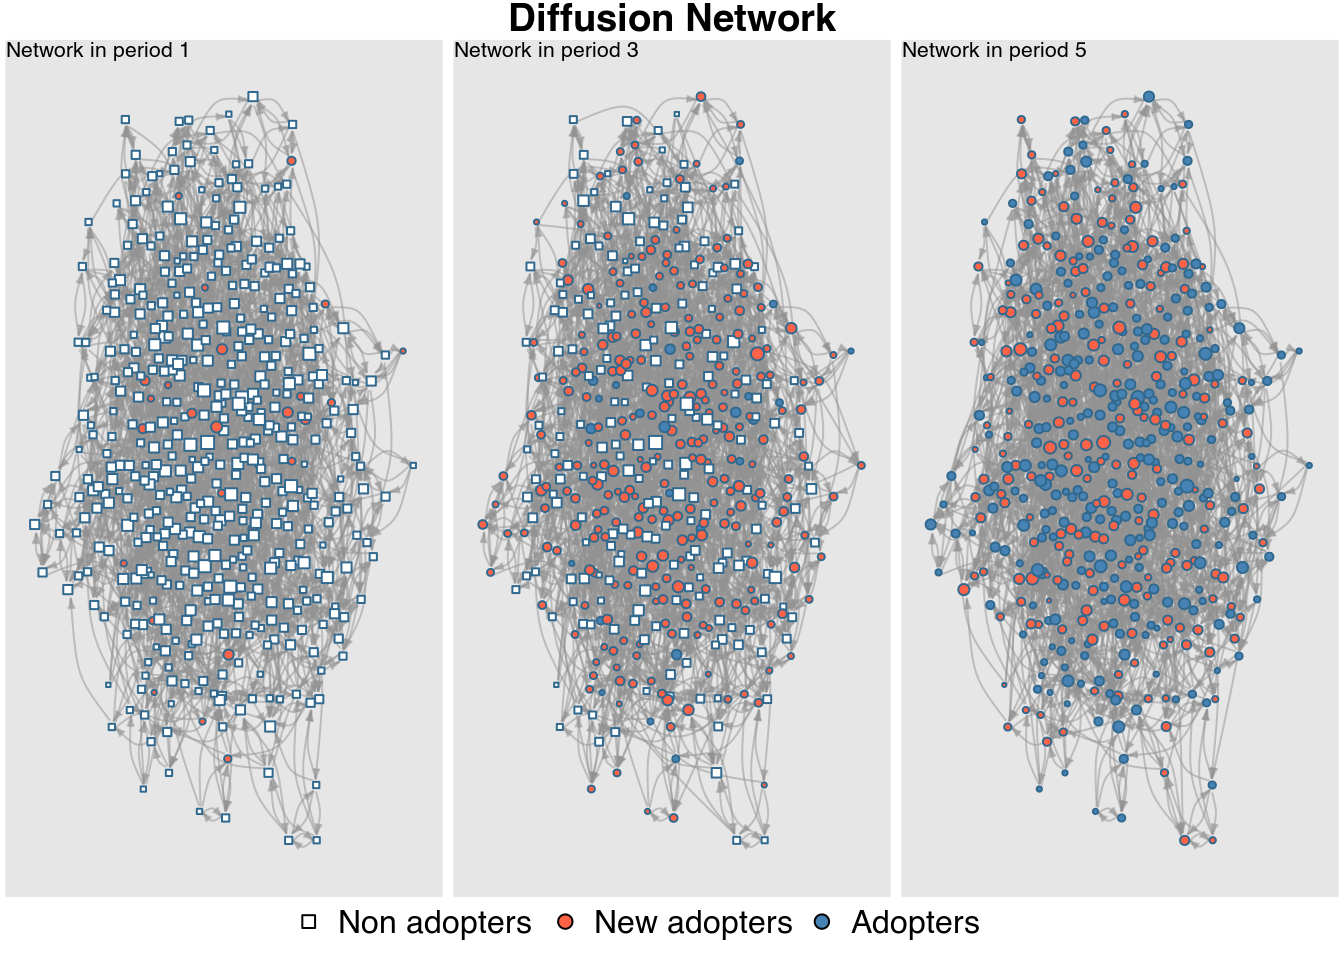 Diffusion Network
Network in period 1
Network in period 3
Network in period 5
Non adopters
New adopters
Adopters